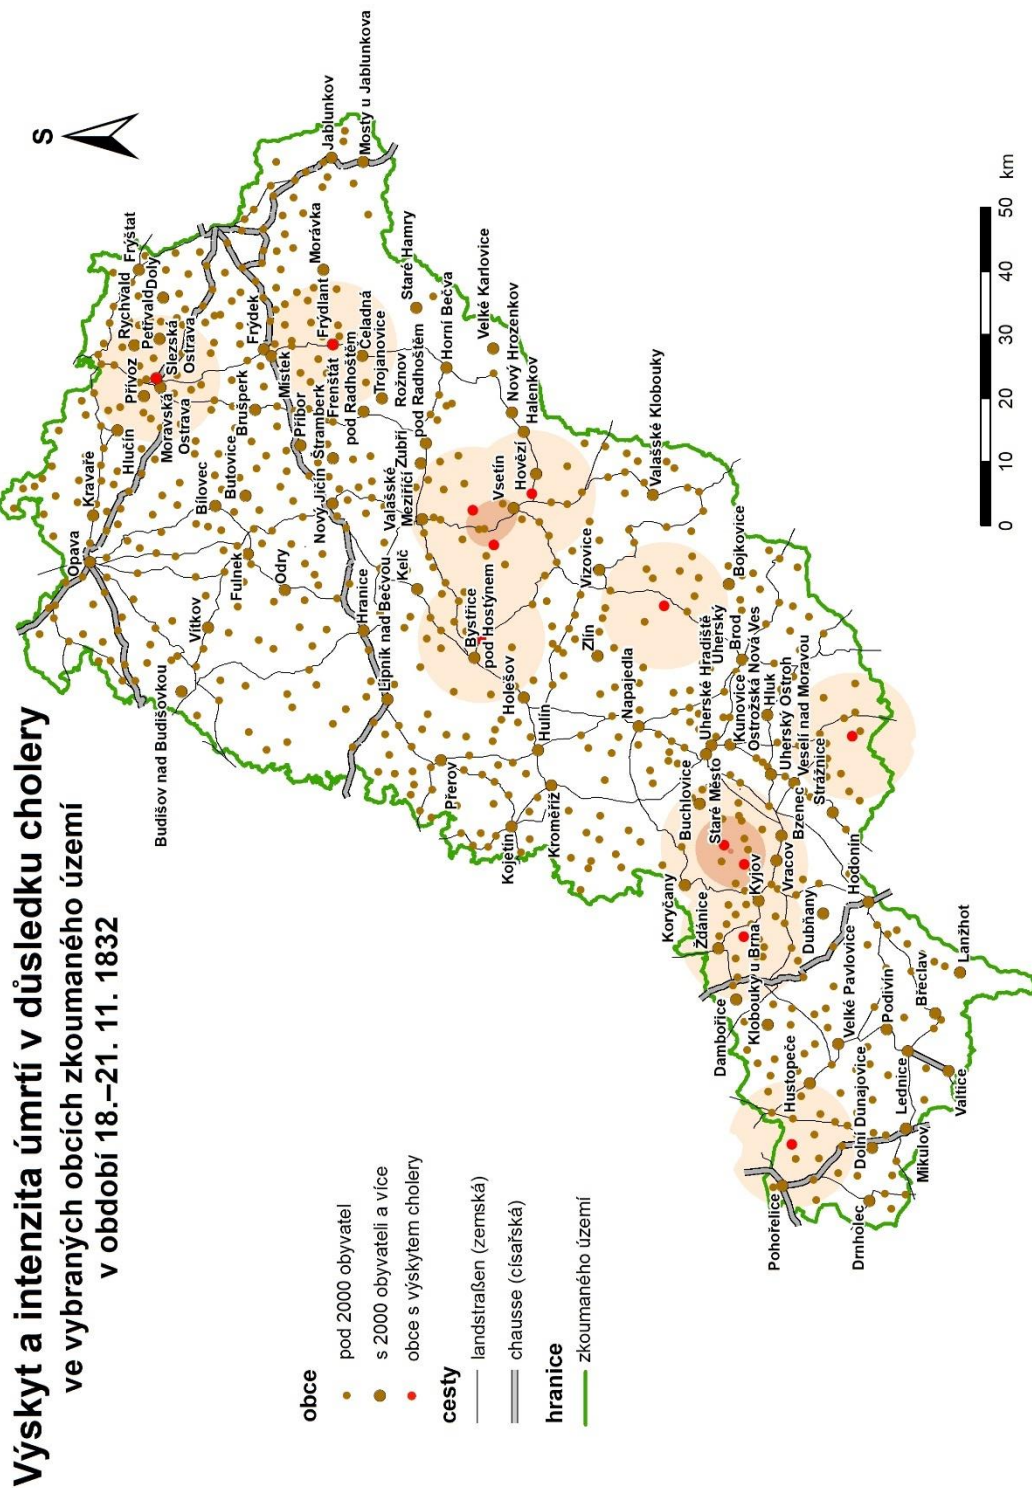 Výskyt a intenzita úmrtí v důsledku cholery
ve vybraných obcích zkoumaného území
v období 18.–21. 11. 1832
S
obce
pod 2000 obyvatel
s 2000 obyvateli a více
obce s výskytem cholery
cesty
landstraßen (zemská)
chausse (císařská)
hranice
zkoumaného území
0 10 20 30 40 50 km
Opava
Kravaře
Hlučín
Přívoz
Rychvald
Petřvald
Doly
Fryštat
Slezská
Ostrava
Moravská
Ostrava
Budišov nad Budišovkou
Vítkov
Fulnek
Bílovec
Butovice
Brušperk
Frýdek
Místek
Příbor
Odry
Nový Jičín
Štramberk
Frenštát
pod Radhoštěm
Frýdlant
Morávka
Čeladná
Trojanovice
Jablunkov
Mosty u Jablunkova
Staré Hamry
Hranice
Lipník nad Bečvou
Kelč
Valašské
Meziříčí
Zubří
Rožnov
pod Radhoštěm
Horní Bečva
Velké Karlovice
Nový Hrozenkov
Halenkov
Hovězí
Vsetín
Bystřice
pod Hostýnem
Holešov
Hulín
Přerov
Kojetín
Kroměříž
Zlín
Vizovice
Valašské Klobouky
Napajedla
Bojkovice
Uherské Hradiště
Uherský
Brod
Kunovice
Ostrožská Nová Ves
Hluk
Uherský Ostroh
Veselí nad Moravou
Strážnice
Staré Město
Buchlovice
Bzenec
Vracov
Kyjov
Koryčany
Ždánice
Hodonín
Dubňany
Dambořice
Klobouky u Brna
Velké Pavlovice
Hustopeče
Podivín
Břeclav
Lanžhot
Lednice
Valtice
Mikulov
Dolní Dunajovice
Drnholec
Pohořelice